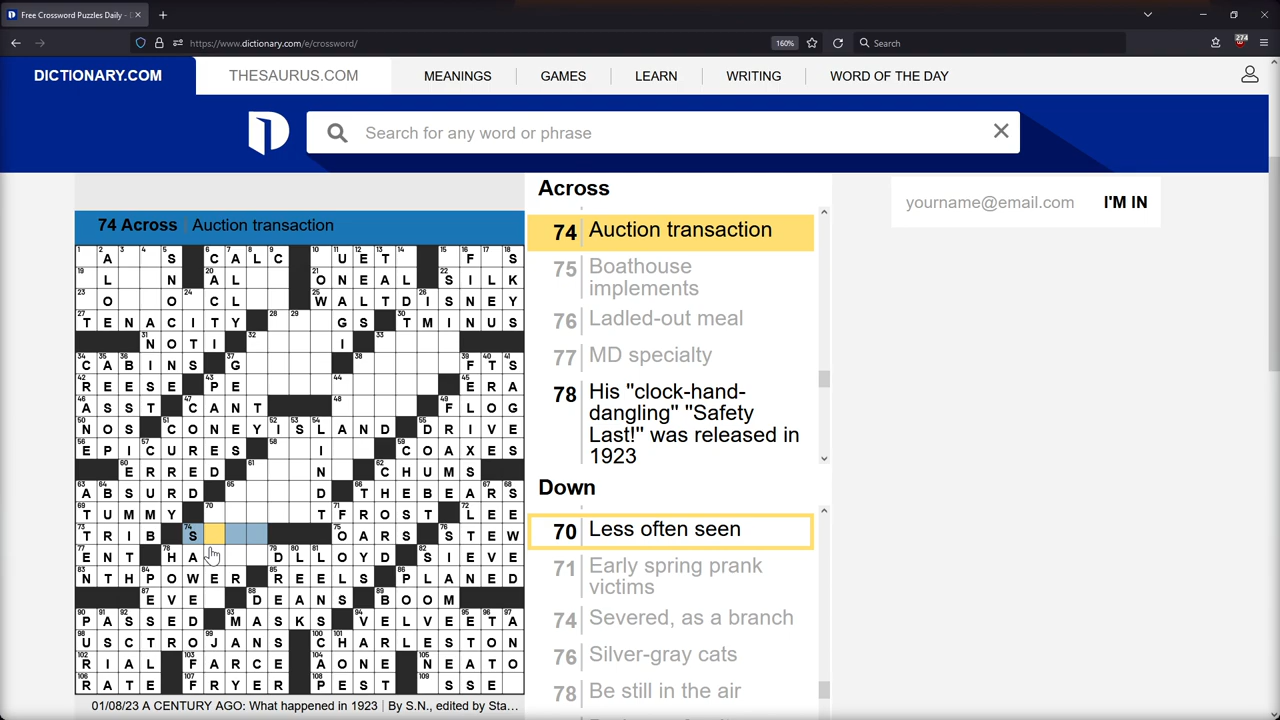 Free Crossword Puzzles Daily -
https://www.dictionary.com/e/crossword/
160%
Search
274
DICTIONARY.COM
THESAURUS.COM
MEANINGS
GAMES
LEARN
WRITING
WORD OF THE DAY
Search for any word or phrase
74 Across | Auction transaction
A S C A L C U E T F S
L N A L O N E A L S I L K
O O C L W A L T D I S N E Y
T E N A C I T Y G S T M I N U S
N O T I I
C A B I N S G F T S
R E E S E P E E R A
A S S T C A N T F L O G
N O S C O N E Y I S L A N D D R I V E
E P I C U R E S I C O A X E S
E R R E D N C H U M S
A B S U R D D T H E B E A R S
T U M M Y T F R O S T L E E
T R I B S O A R S S T E W
E N T H A D L L O Y D S I E V E
N T H P O W E R R E E L S P L A N E D
E V E D E A N S B O O M
P A S S E D M A S K S V E L V E E T A
U S C T R O J A N S C H A R L E S T O N
R I A L F A R C E A O N E N E A T O
R A T E F R Y E R P E S T S S E
01/08/23 A CENTURY AGO: What happened in 1923 | By S.N., edited by Sta...
Across
74 Auction transaction
75 Boathouse
implements
76 Ladled-out meal
77 MD specialty
78 His "clock-hand-
dangling" "Safety
Last!" was released in
1923
Down
70 Less often seen
71 Early spring prank
victims
74 Severed, as a branch
76 Silver-gray cats
78 Be still in the air
yourname@email.com
I'M IN